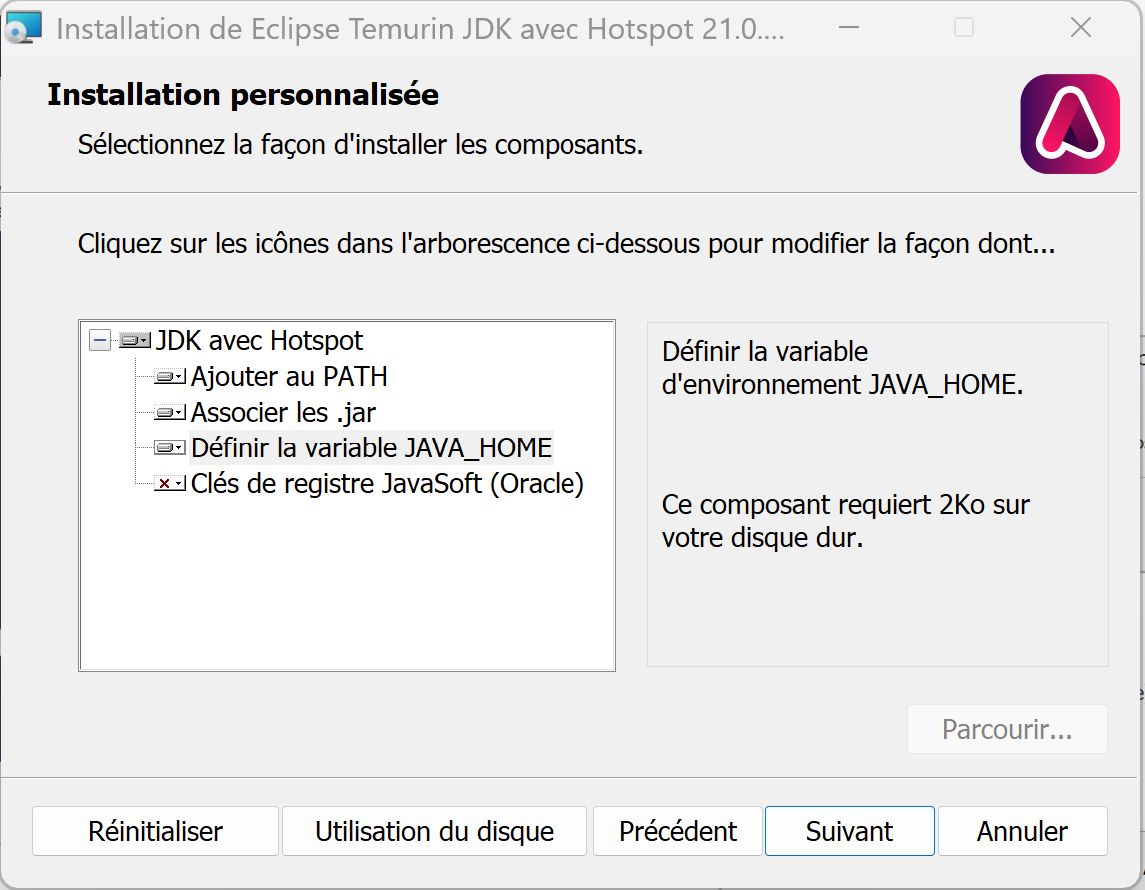 Installation de Eclipse Temurin JDK avec Hotspot 21.0....
Installation personnalisée
Sélectionnez la façon d'installer les composants.
Cliquez sur les icônes dans l'arborescence ci-dessous pour modifier la façon dont...
JDK avec Hotspot
Ajouter au PATH
Associer les .jar
Définir la variable JAVA_HOME
Clés de registre JavaSoft (Oracle)
Définir la variable
d'environnement JAVA_HOME.
Ce composant requiert 2Ko sur
votre disque dur.
Parcourir...
Réinitialiser
Utilisation du disque
Précédent
Suivant
Annuler